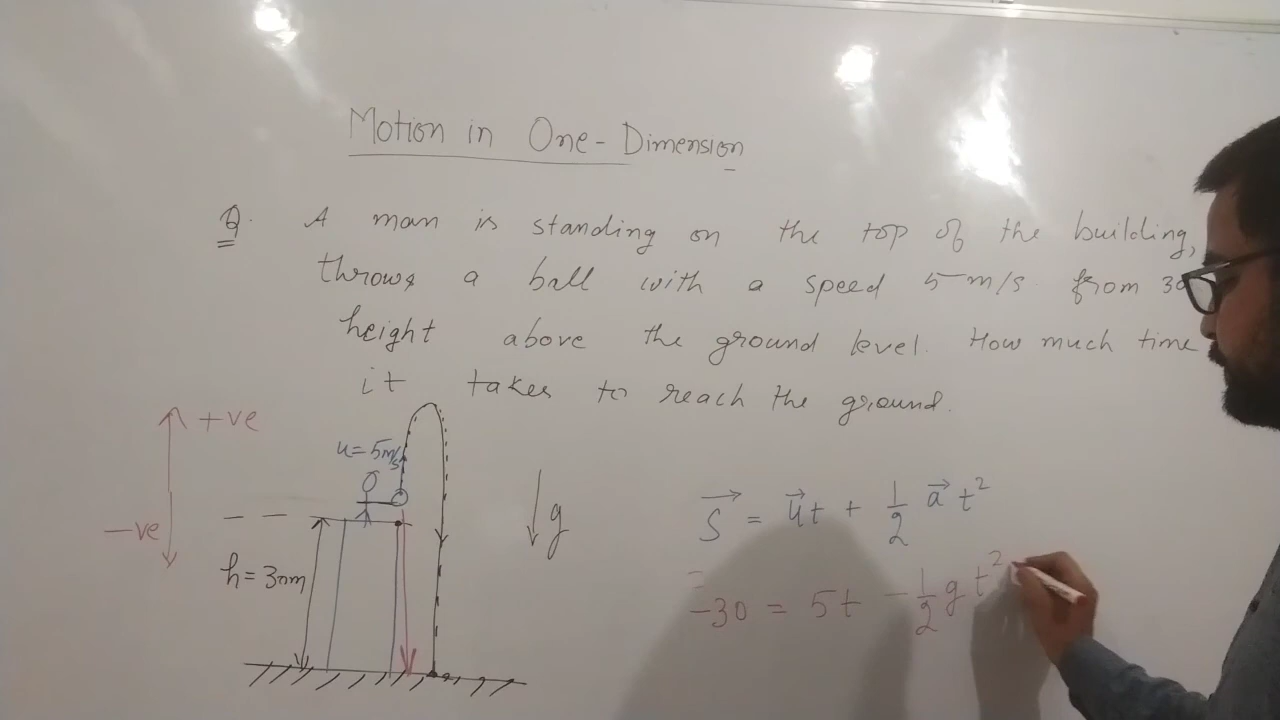 Motion in One-Dimension
Q. A man is standing on the top of the building,
throws a ball with a speed 5 m/s from 30
height above the ground level. How much time
it takes to reach the ground.
+ve
-ve
u=5m/s
h=30m
g
S = ut + 1/2 a t²
-30 = 5t - 1/2 g t²